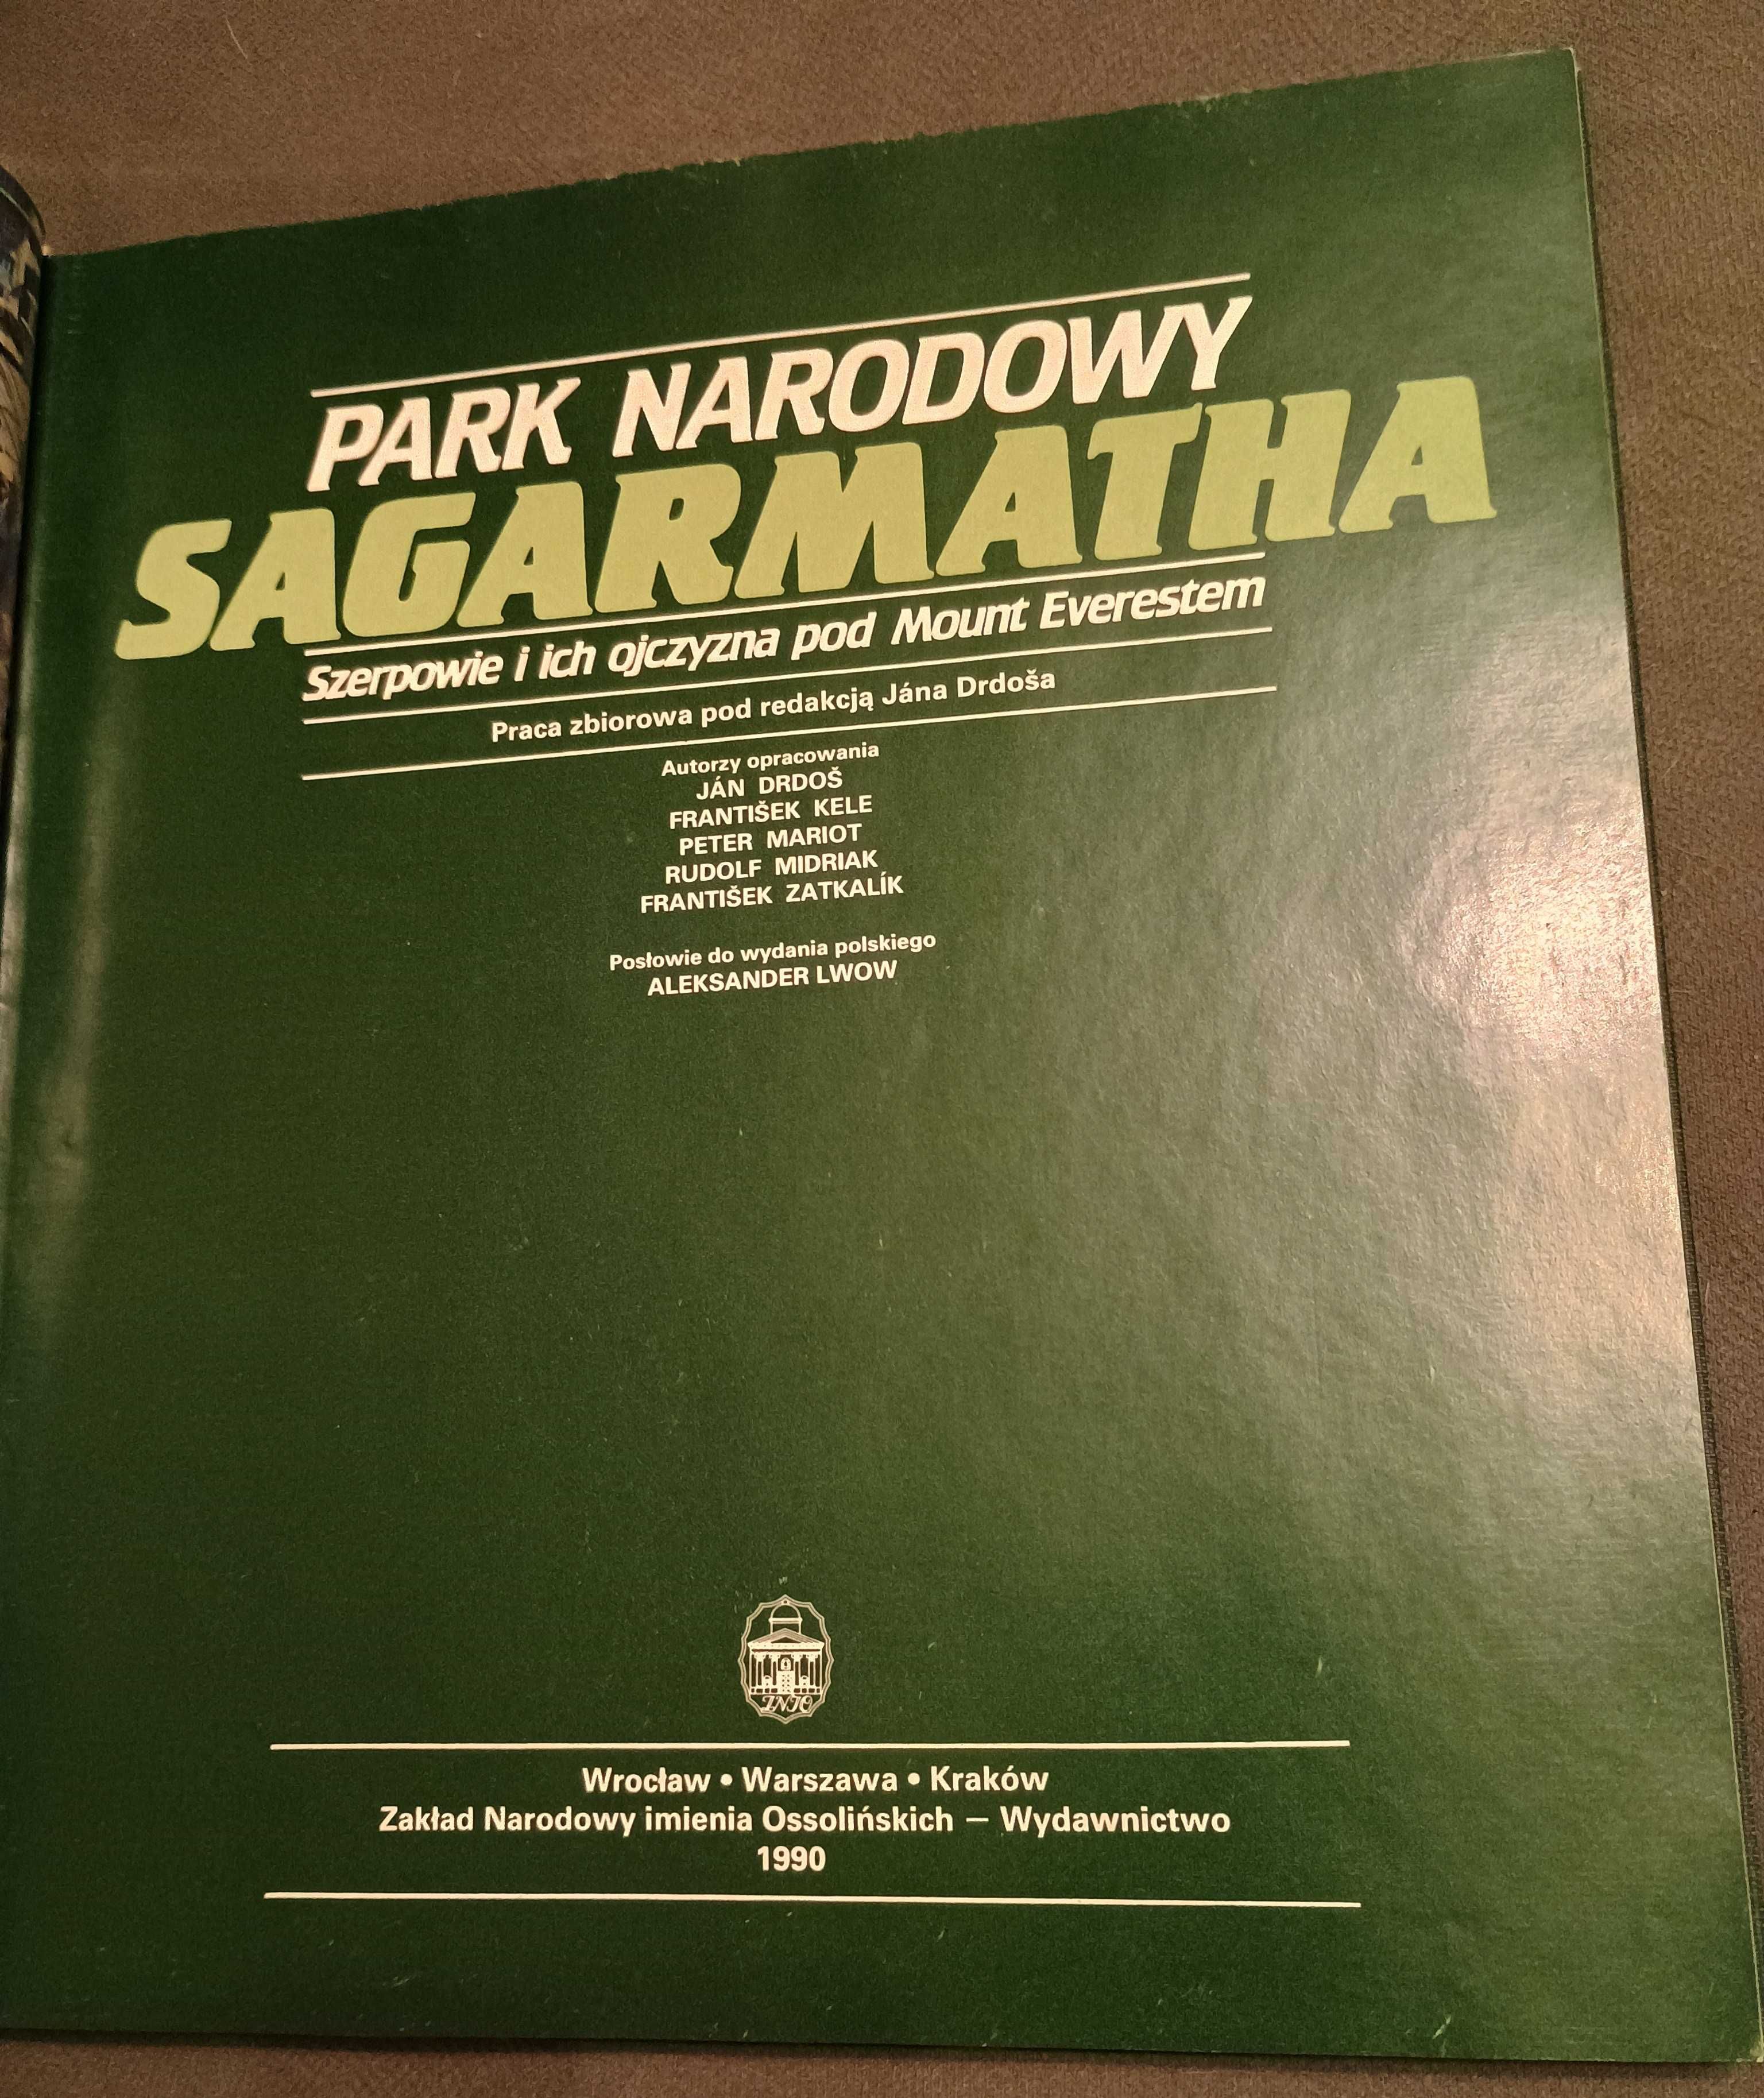 PARK NARODOWY
SAGARMATHA
Szerpowie i ich ojczyzna pod Mount Everestem
Praca zbiorowa pod redakcją Jána Drdoša
Autorzy opracowania
JÁN DRDOŠ
FRANTIŠEK KELE
PETER MARIOT
RUDOLF MIDRIAK
FRANTIŠEK ZATKALÍK
Posłowie do wydania polskiego
ALEKSANDER LWOW
ZNIO
Wrocław • Warszawa • Kraków
Zakład Narodowy imienia Ossolińskich — Wydawnictwo
1990